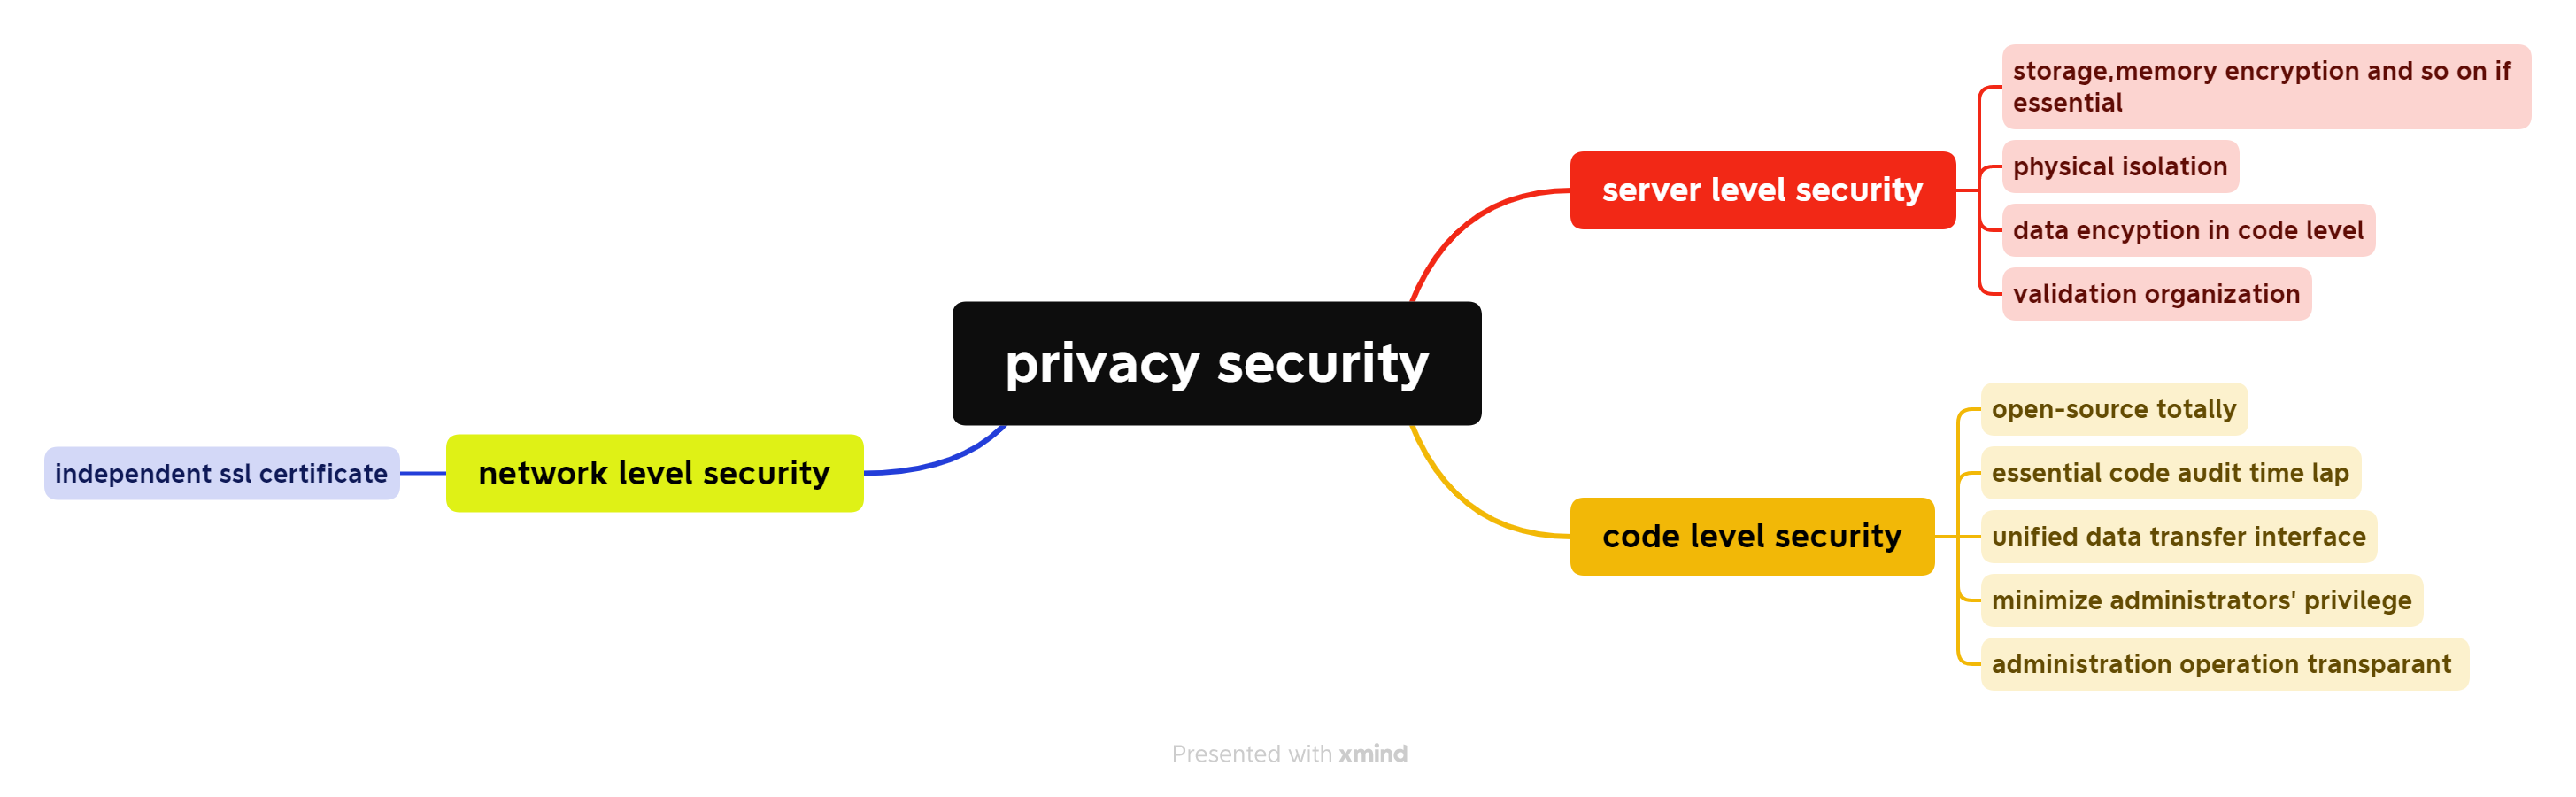 privacy security
server level security
storage,memory encryption and so on if
essential
physical isolation
data encyption in code level
validation organization
code level security
open-source totally
essential code audit time lap
unified data transfer interface
minimize administrators' privilege
administration operation transparant
network level security
independent ssl certificate
Presented with xmind